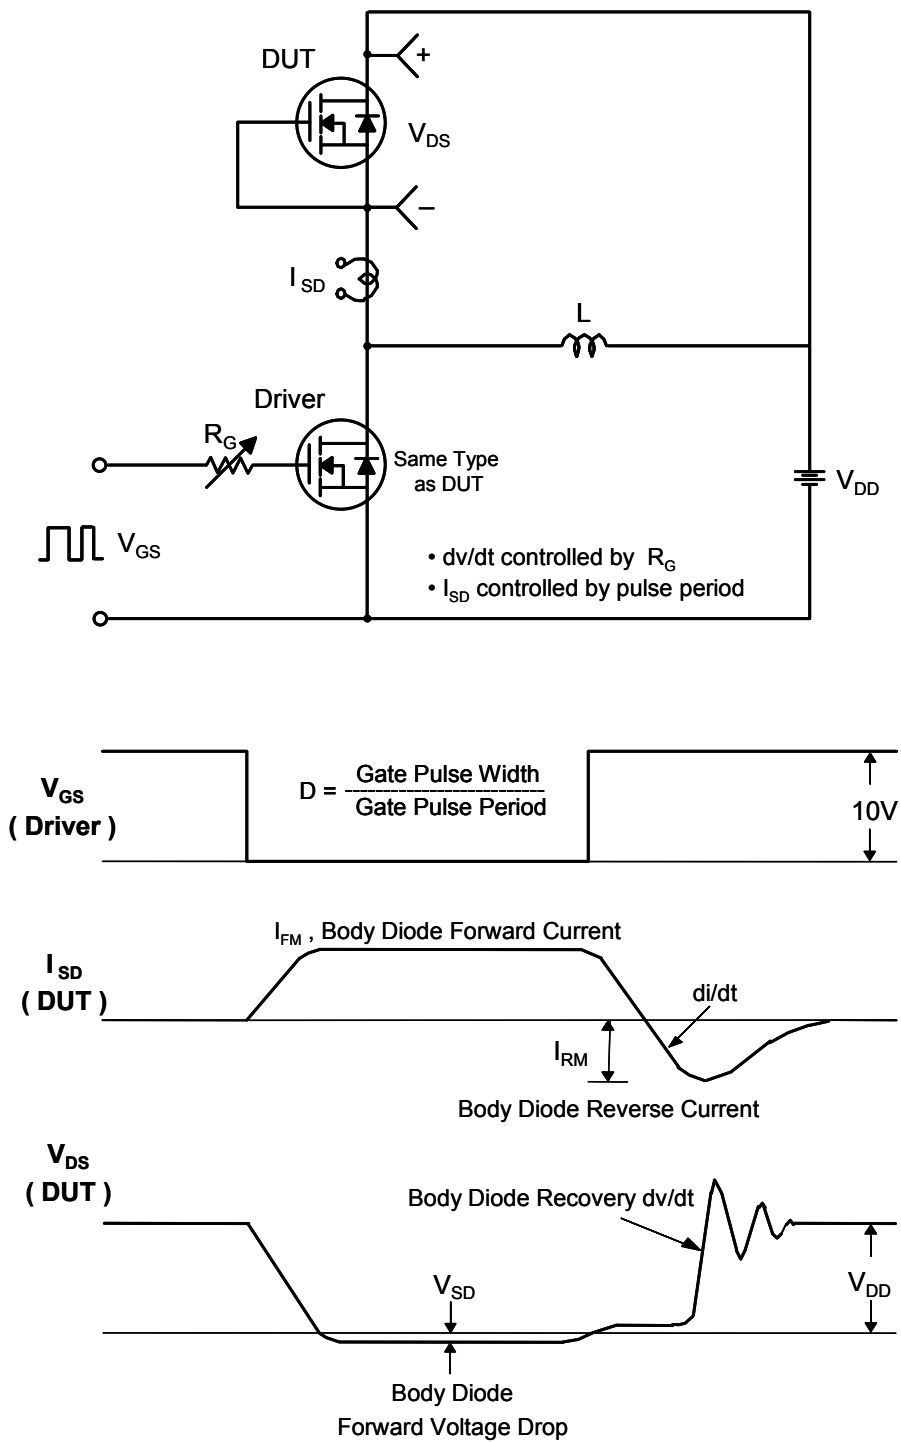 DUT
+
V_DS
−
I_SD
L
Driver
R_G
Same Type
as DUT
V_DD
V_GS
• dv/dt controlled by R_G
• I_SD controlled by pulse period
V_GS
( Driver )
D = Gate Pulse Width
--------------------------
Gate Pulse Period
10V
I_FM , Body Diode Forward Current
I_SD
( DUT )
di/dt
I_RM
Body Diode Reverse Current
V_DS
( DUT )
Body Diode Recovery dv/dt
V_SD
V_DD
Body Diode
Forward Voltage Drop